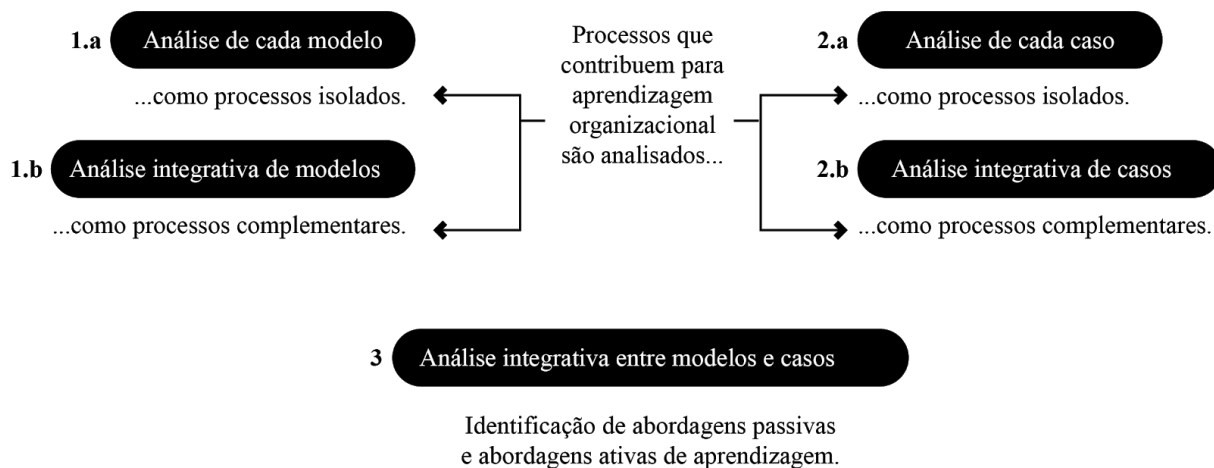 1.a Análise de cada modelo
...como processos isolados.
1.b Análise integrativa de modelos
...como processos complementares.
Processos que
contribuem para
aprendizagem
organizacional
são analisados...
2.a Análise de cada caso
...como processos isolados.
2.b Análise integrativa de casos
...como processos complementares.
3 Análise integrativa entre modelos e casos
Identificação de abordagens passivas
e abordagens ativas de aprendizagem.